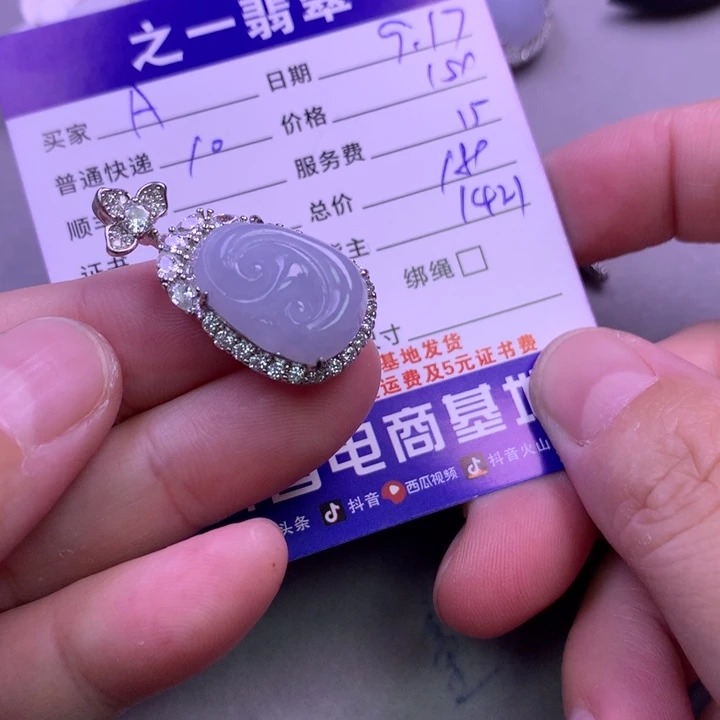 之一翡翠
买家 A 日期 9.17
普通快递 10 价格 150
服务费 15
总价
1421
主
绑绳□
寸
基地发货
运费及5元证书费
电商基地
头条 抖音 西瓜视频 抖音火山